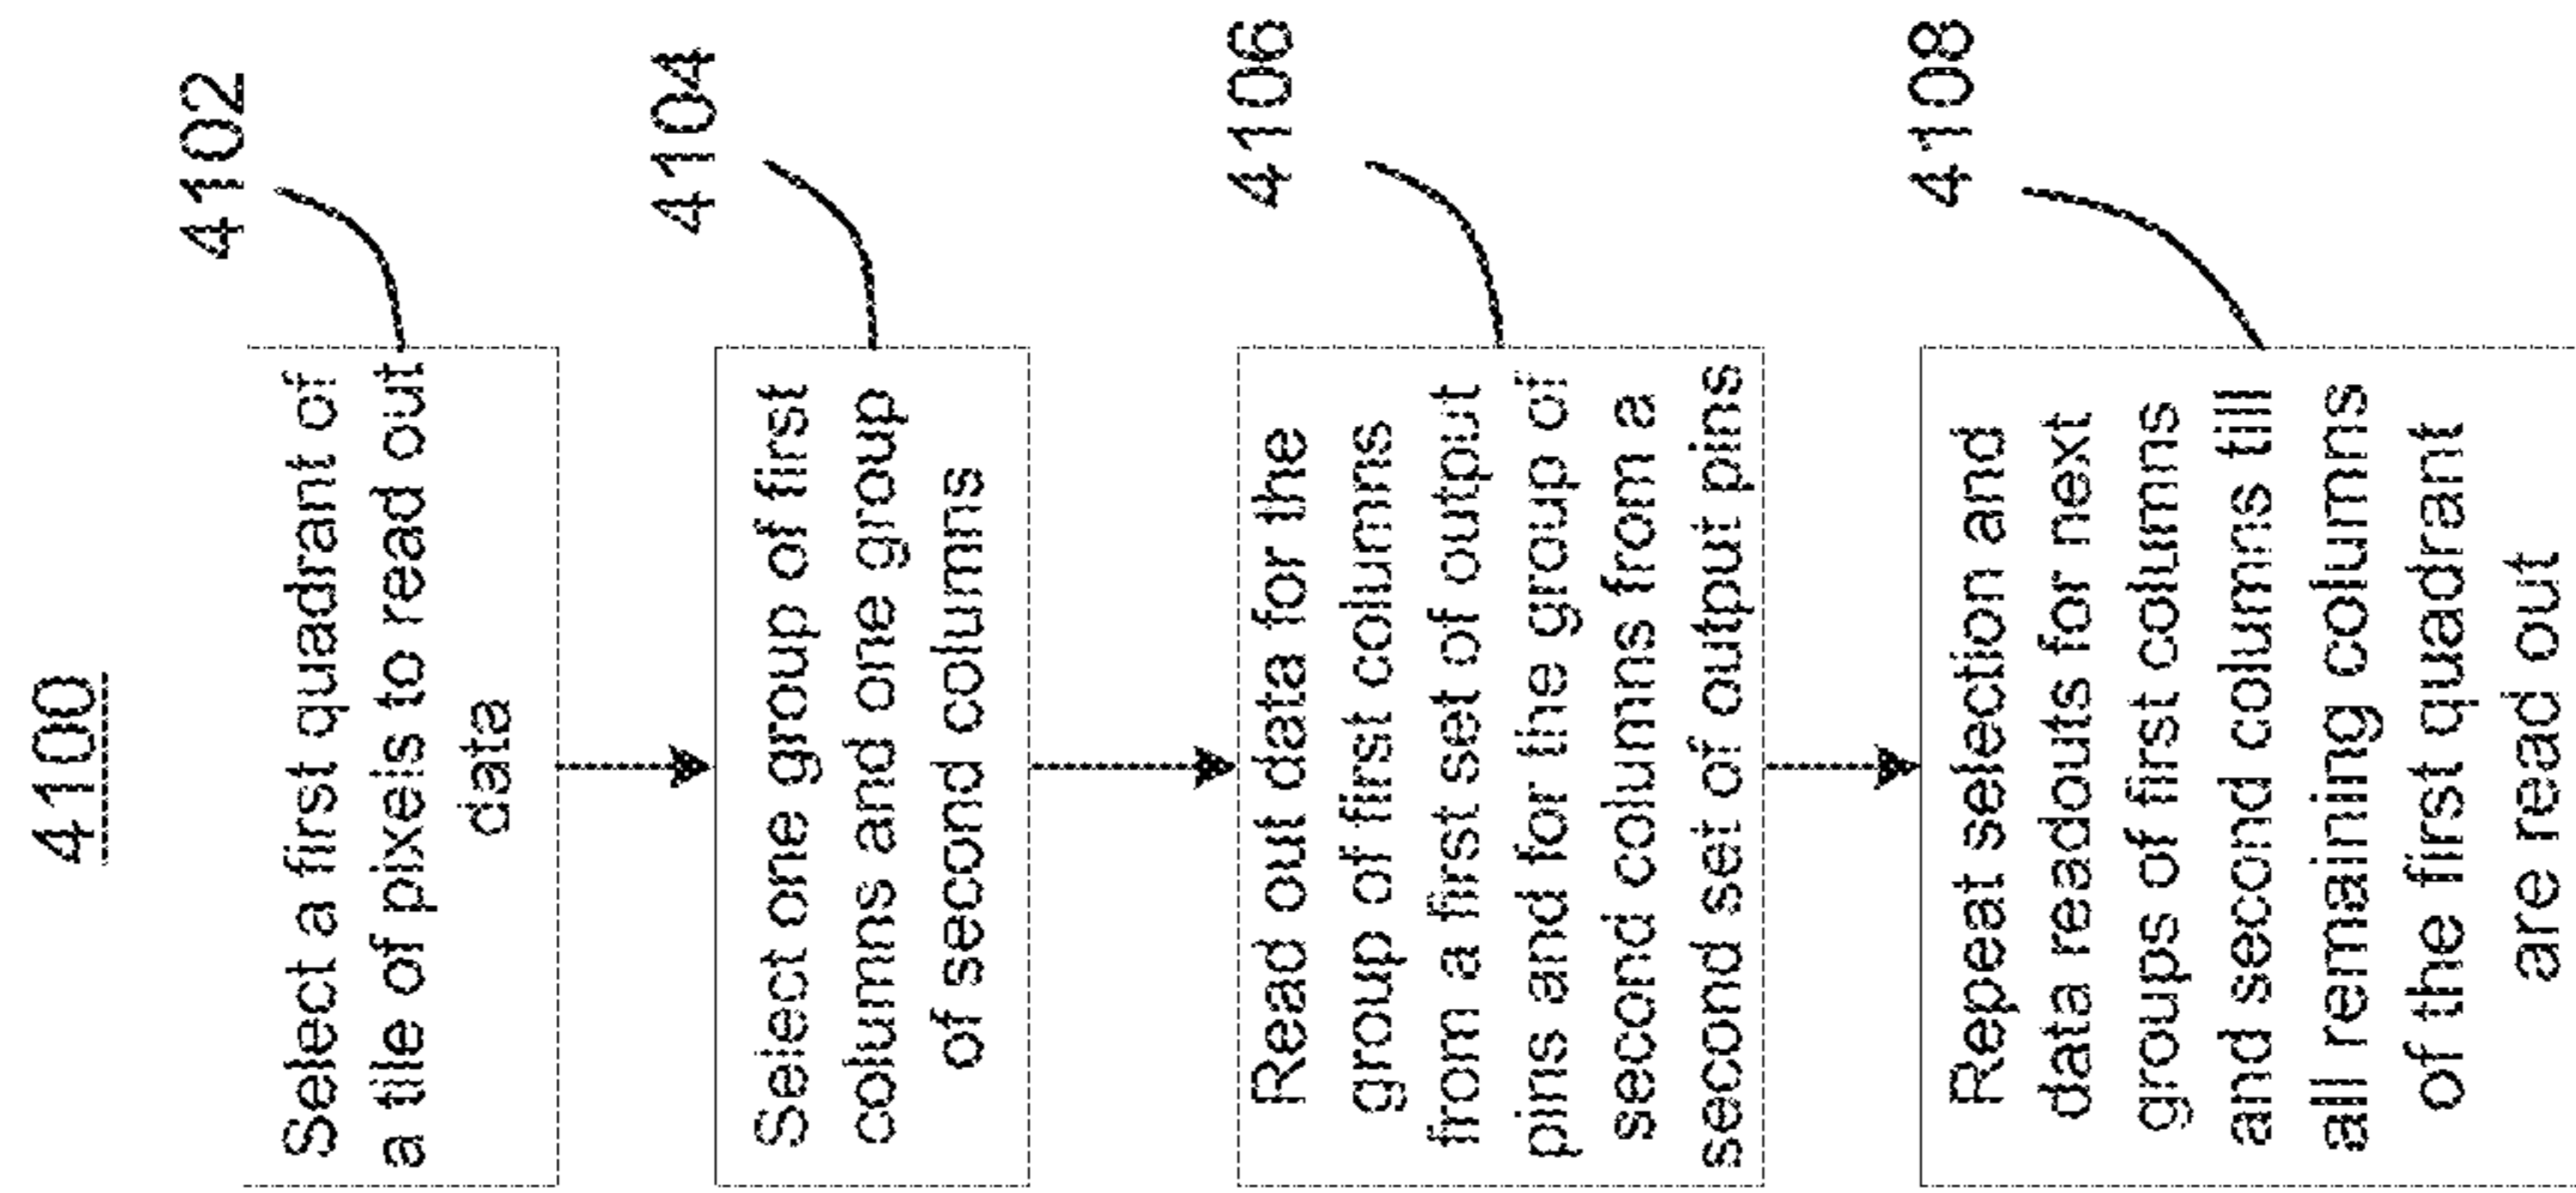 4100
Select a first quadrant of
a tile of pixels to read out
data
4102
Select one group of first
columns and one group
of second columns
4104
Read out data for the
group of first columns
from a first set of output
pins and for the group of
second columns from a
second set of output pins
4106
Repeat selection and
data readouts for next
groups of first columns
and second columns till
all remaining columns
of the first quadrant
are read out
4108